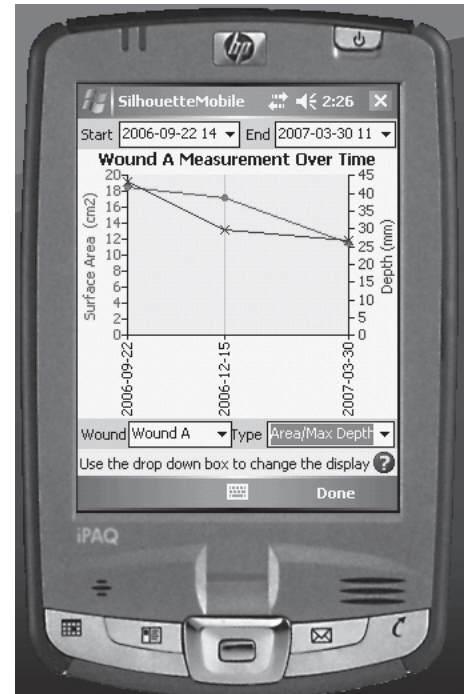 hp
SilhouetteMobile 2:26
Start 2006-09-22 14 End 2007-03-30 11
Wound A Measurement Over Time
20 45
18 40
16 35
14 30
12 25
10 20
8 15
6 10
4 5
2 0
0
Surface Area (cm2)
Depth (mm)
2006-09-22
2006-12-15
2007-03-30
Wound Wound A Type Area/Max Depth
Use the drop down box to change the display ?
Done
iPAQ